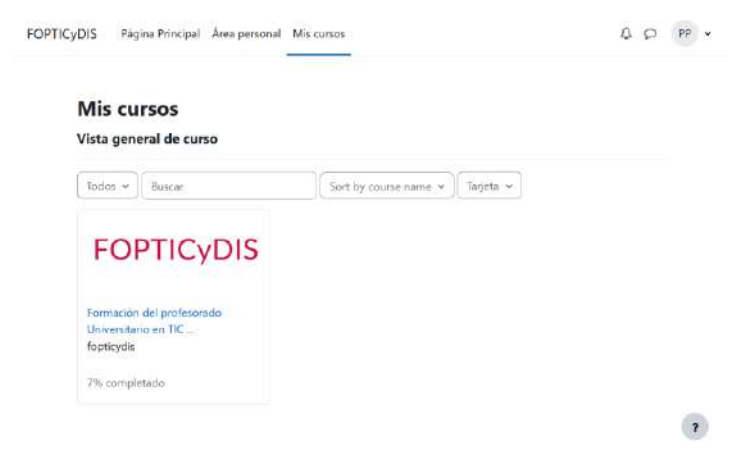 FOPTICyDIS Página Principal Área personal Mis cursos PP
Mis cursos
Vista general de curso
Todos Buscar Sort by course name Tarjeta
FOPTICyDIS
Formación del profesorado
Universitario en TIC ...
fopticydis
7% completado
?